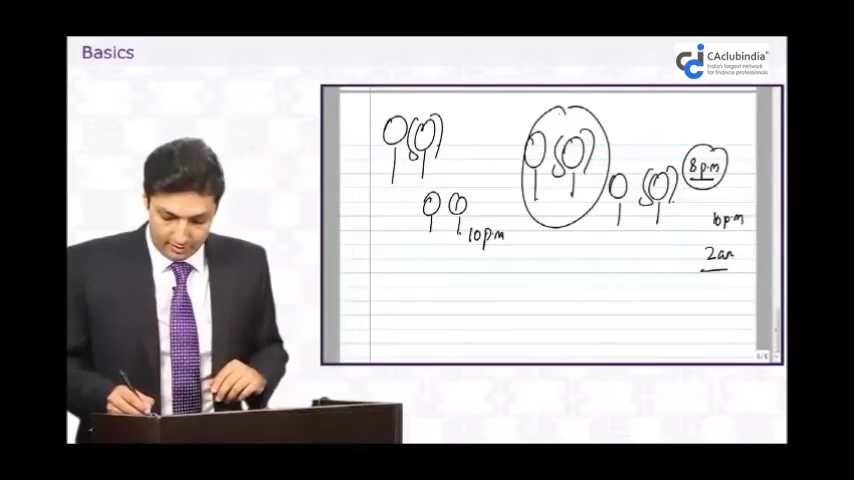 Basics
CAclubindia®
India's largest network
for finance professionals
8 p.m
10 p.m
10 p.m
2 am